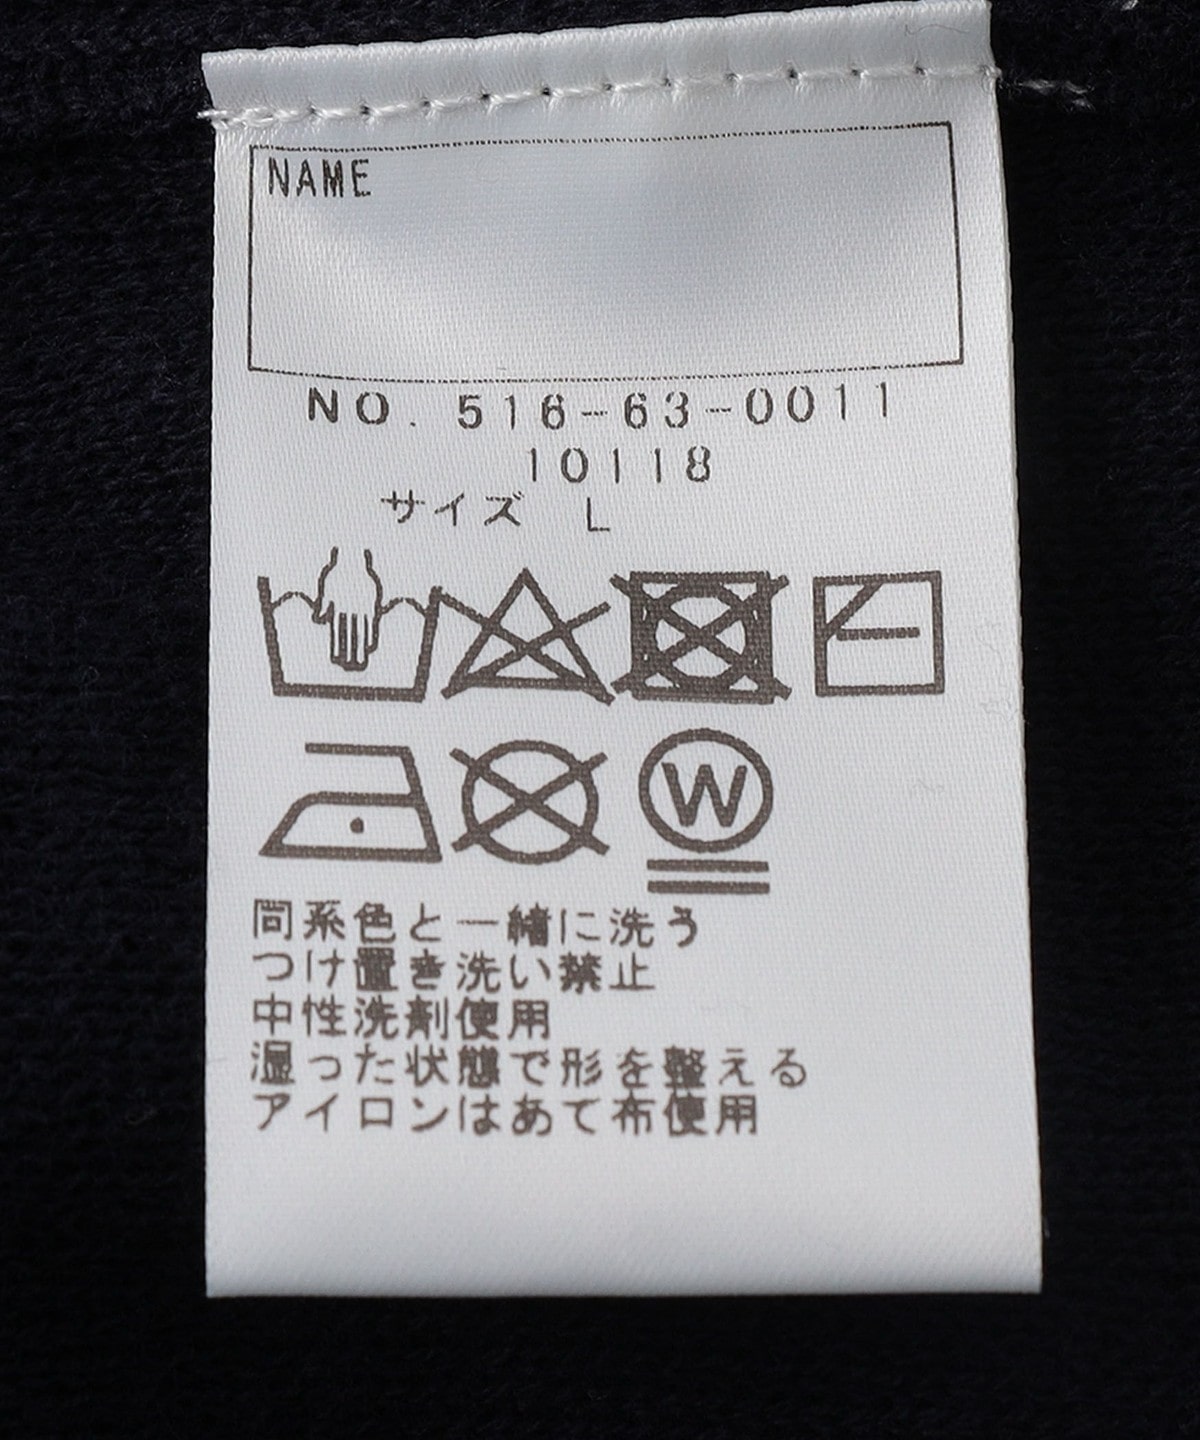 NAME
NO. 516-63-0011
10118
サイズ L
W
同系色と一緒に洗う
つけ置き洗い禁止
中性洗剤使用
湿った状態で形を整える
アイロンはあて布使用